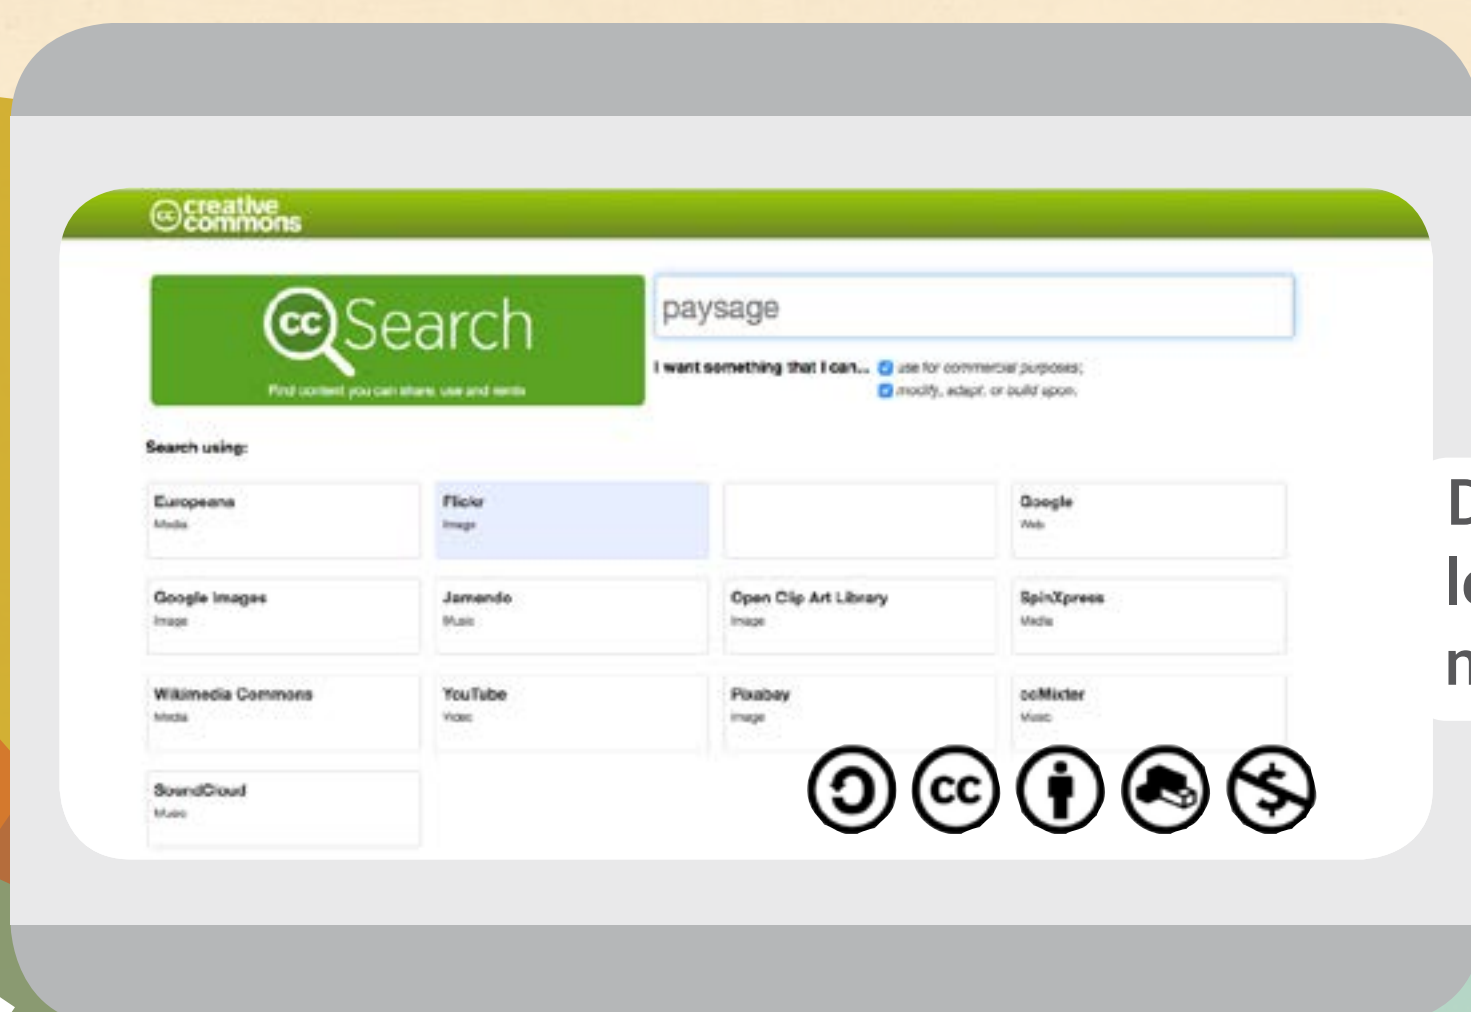 cc creative
commons
cc Search
Find content you can share, use and remix
paysage
I want something that I can... use for commercial purposes;
modify, adapt, or build upon.
Search using:
Europeana
Media
Flickr
Image
Google
Web
Google Images
Image
Jamendo
Music
Open Clip Art Library
Image
SpinXpress
Media
Wikimedia Commons
Media
YouTube
Video
Pixabay
Image
ccMixter
Music
SoundCloud
Music
cc
$